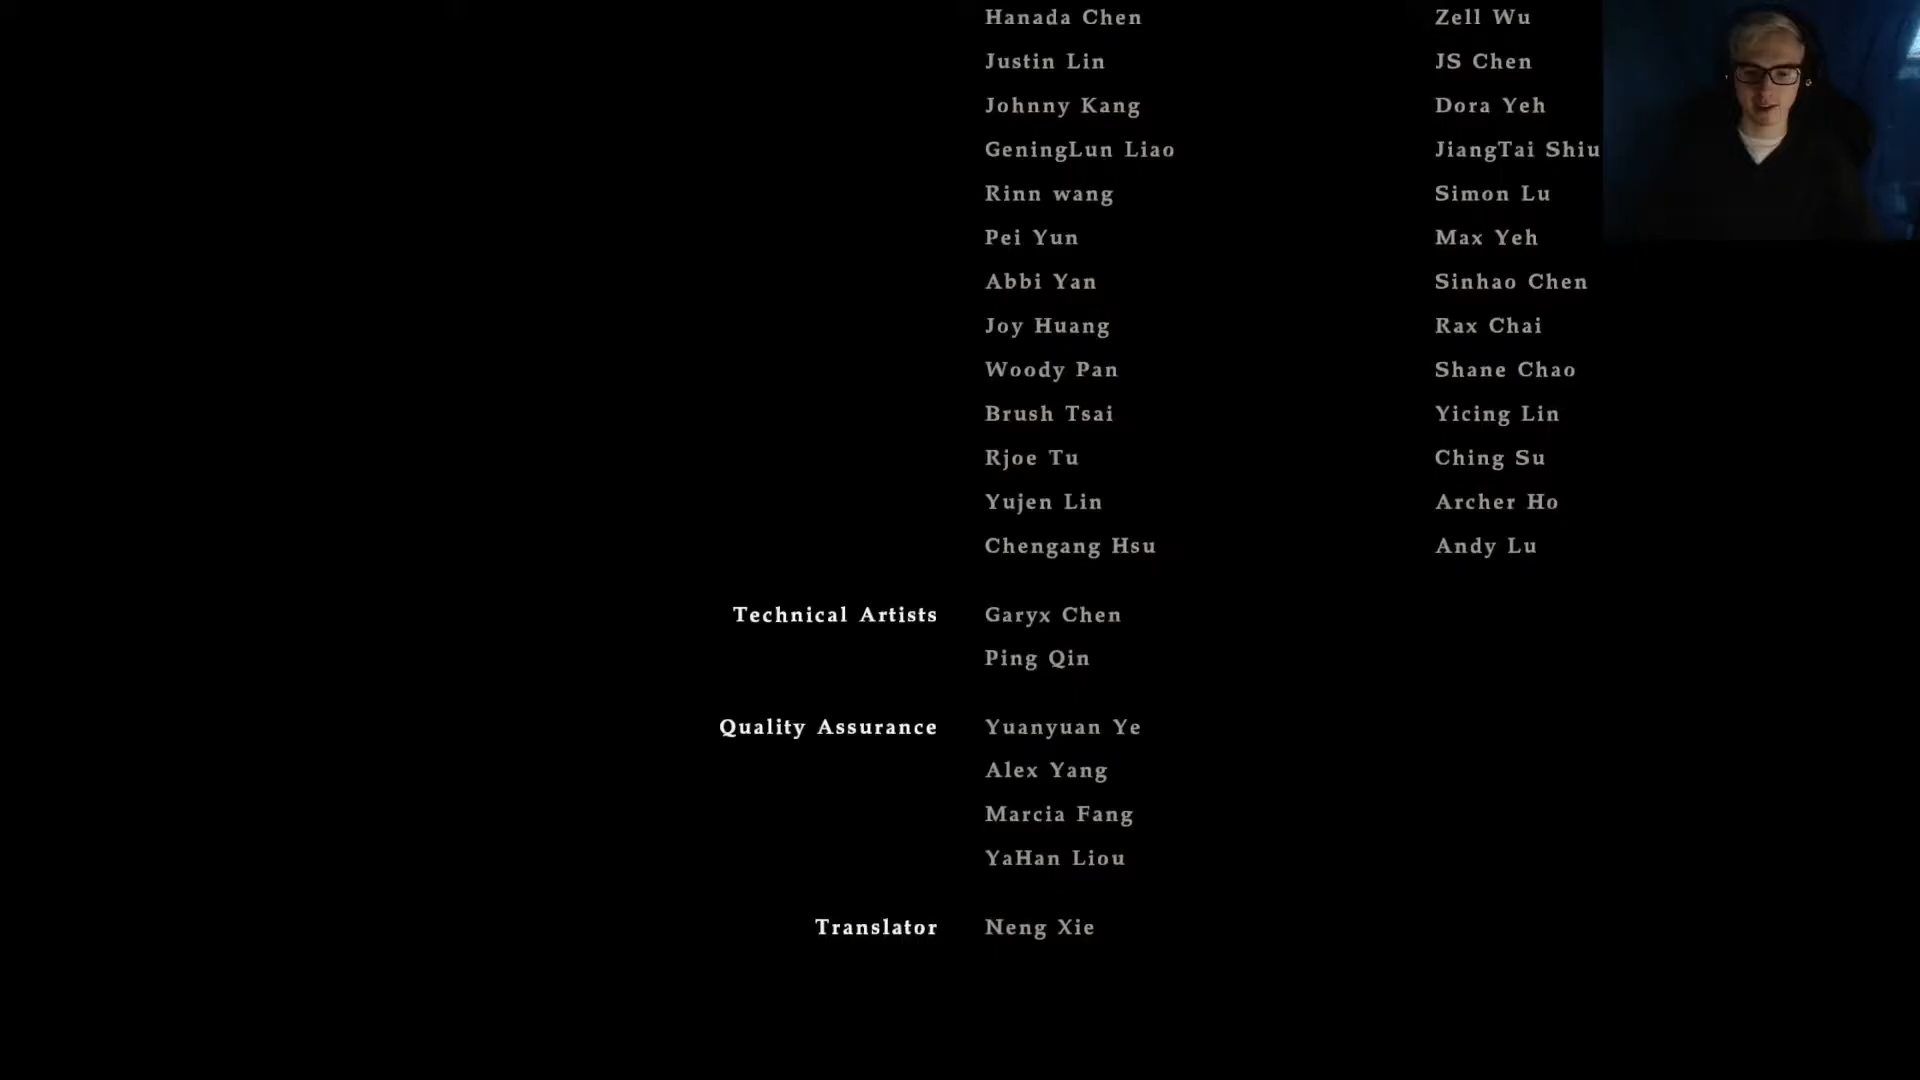 Hanada Chen Zell Wu
Justin Lin JS Chen
Johnny Kang Dora Yeh
GeningLun Liao JiangTai Shiu
Rinn wang Simon Lu
Pei Yun Max Yeh
Abbi Yan Sinhao Chen
Joy Huang Rax Chai
Woody Pan Shane Chao
Brush Tsai Yicing Lin
Rjoe Tu Ching Su
Yujen Lin Archer Ho
Chengang Hsu Andy Lu
Technical Artists Garyx Chen
Ping Qin
Quality Assurance Yuanyuan Ye
Alex Yang
Marcia Fang
YaHan Liou
Translator Neng Xie